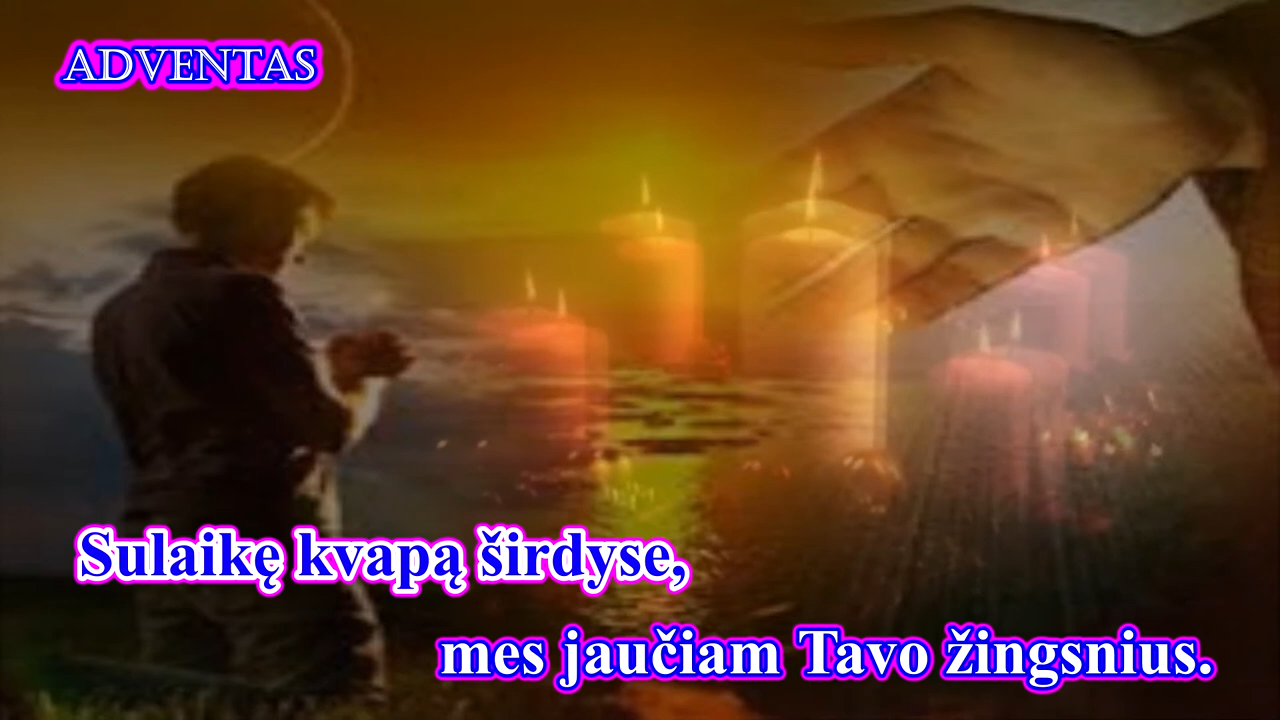 ADVENTAS
Sulaikę kvapą širdyse,
mes jaučiam Tavo žingsnius.